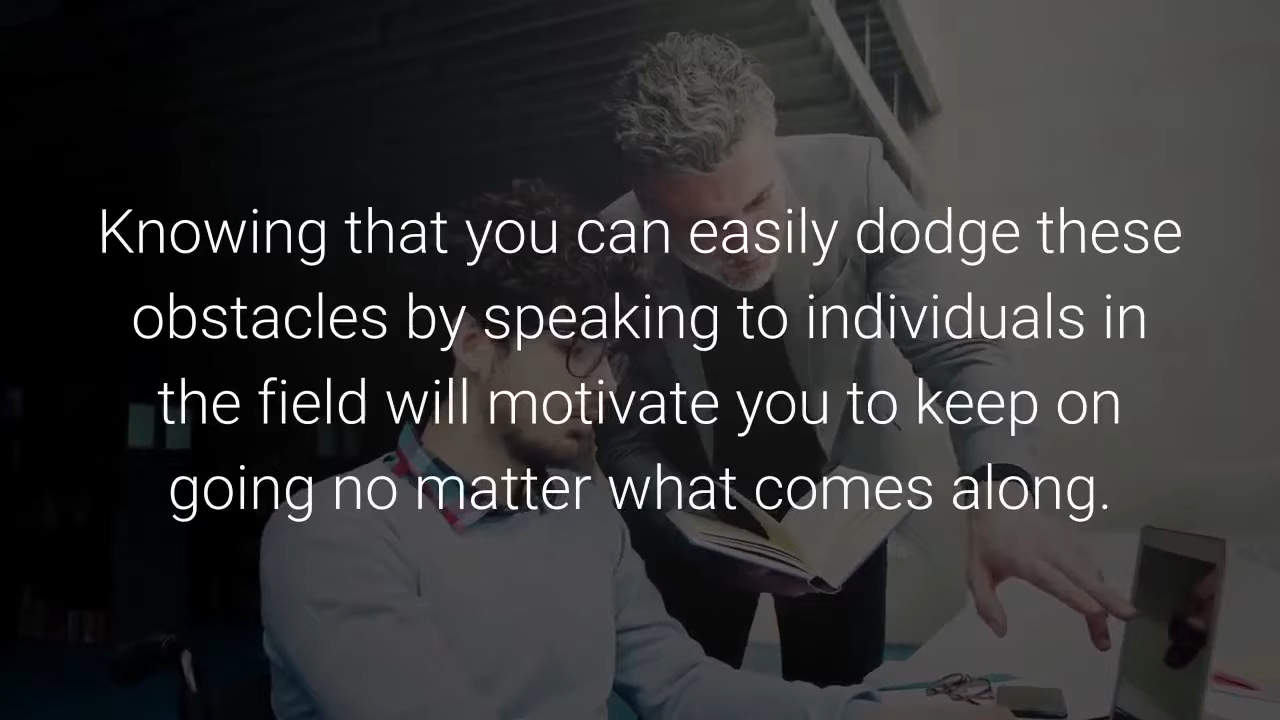 Knowing that you can easily dodge these
obstacles by speaking to individuals in
the field will motivate you to keep on
going no matter what comes along.